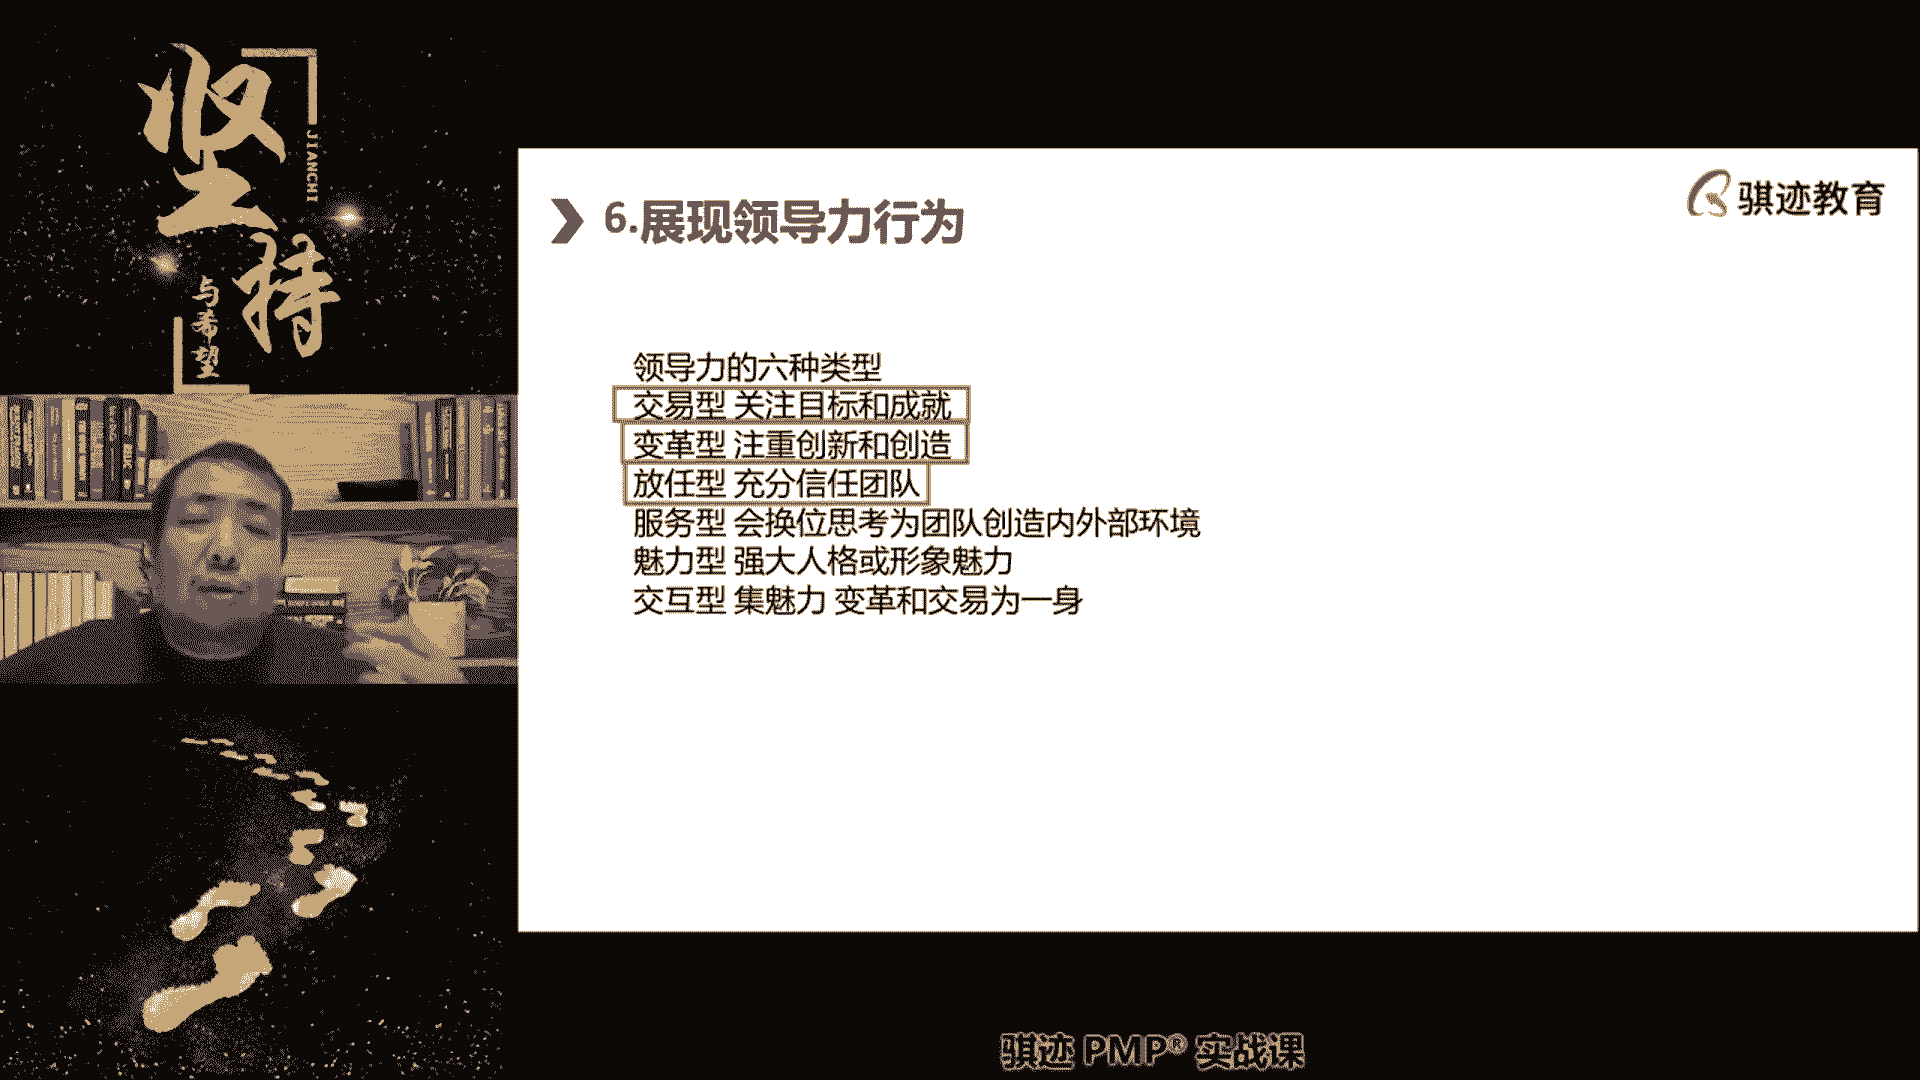 坚持
JIANCHI
与希望
骐迹教育
6.展现领导力行为
领导力的六种类型
交易型 关注目标和成就
变革型 注重创新和创造
放任型 充分信任团队
服务型 会换位思考为团队创造内外部环境
魅力型 强大人格或形象魅力
交互型 集魅力 变革和交易为一身
骐迹 PMP® 实战课